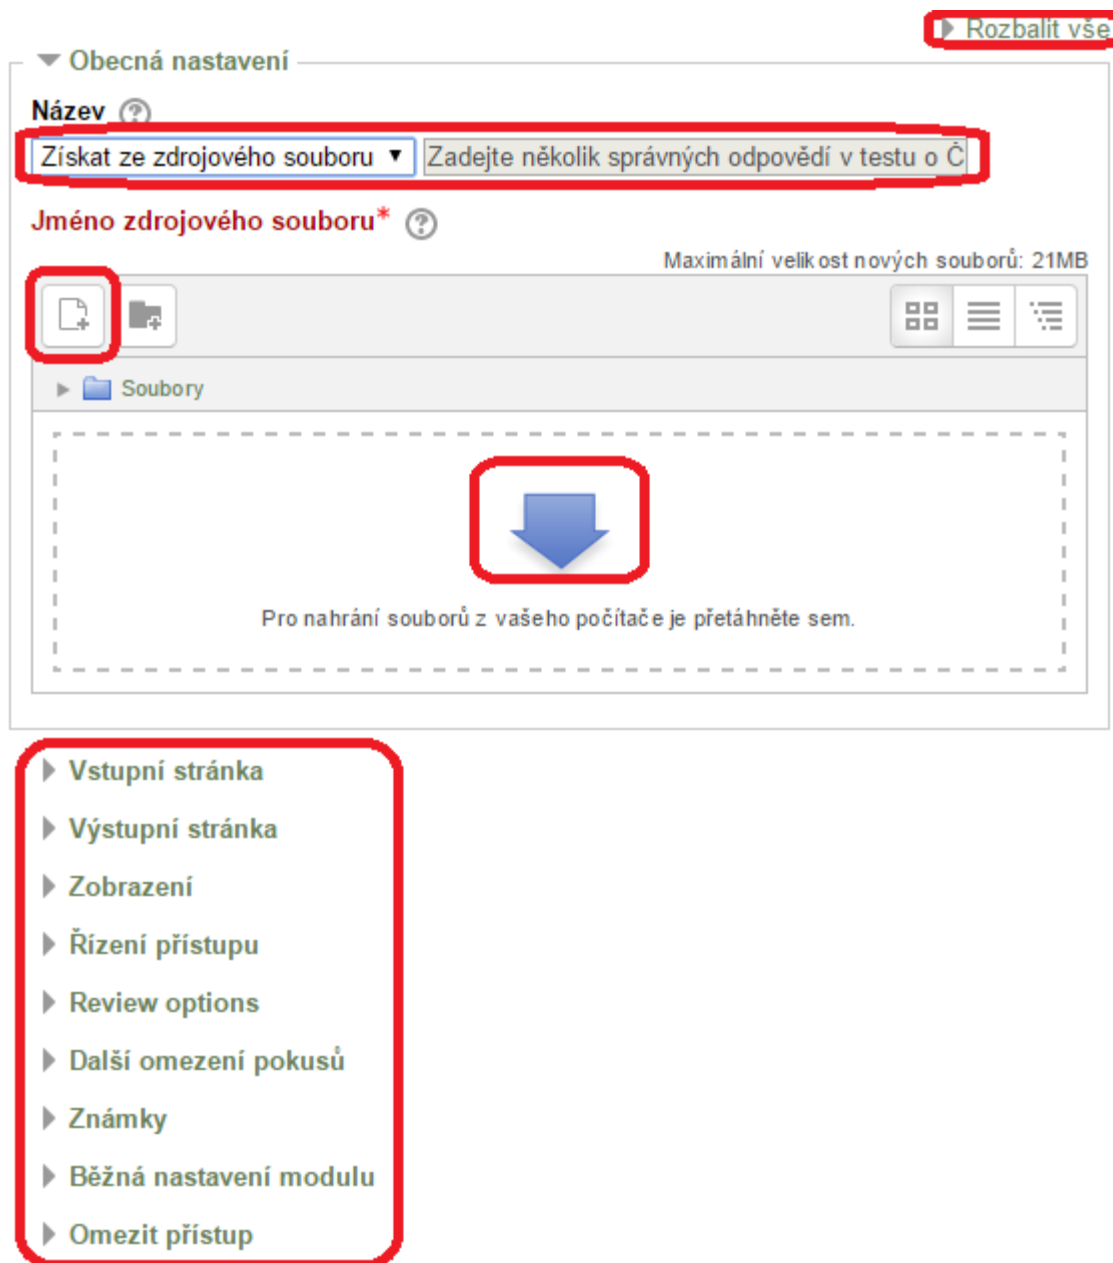 Rozbalit vše
Obecná nastavení
Název
Získat ze zdrojového souboru Zadejte několik správných odpovědí v testu o Č
Jméno zdrojového souboru*
Maximální velikost nových souborů: 21MB
Soubory
Pro nahrání souborů z vašeho počítače je přetáhněte sem.
Vstupní stránka
Výstupní stránka
Zobrazení
Řízení přístupu
Review options
Další omezení pokusů
Známky
Běžná nastavení modulu
Omezit přístup